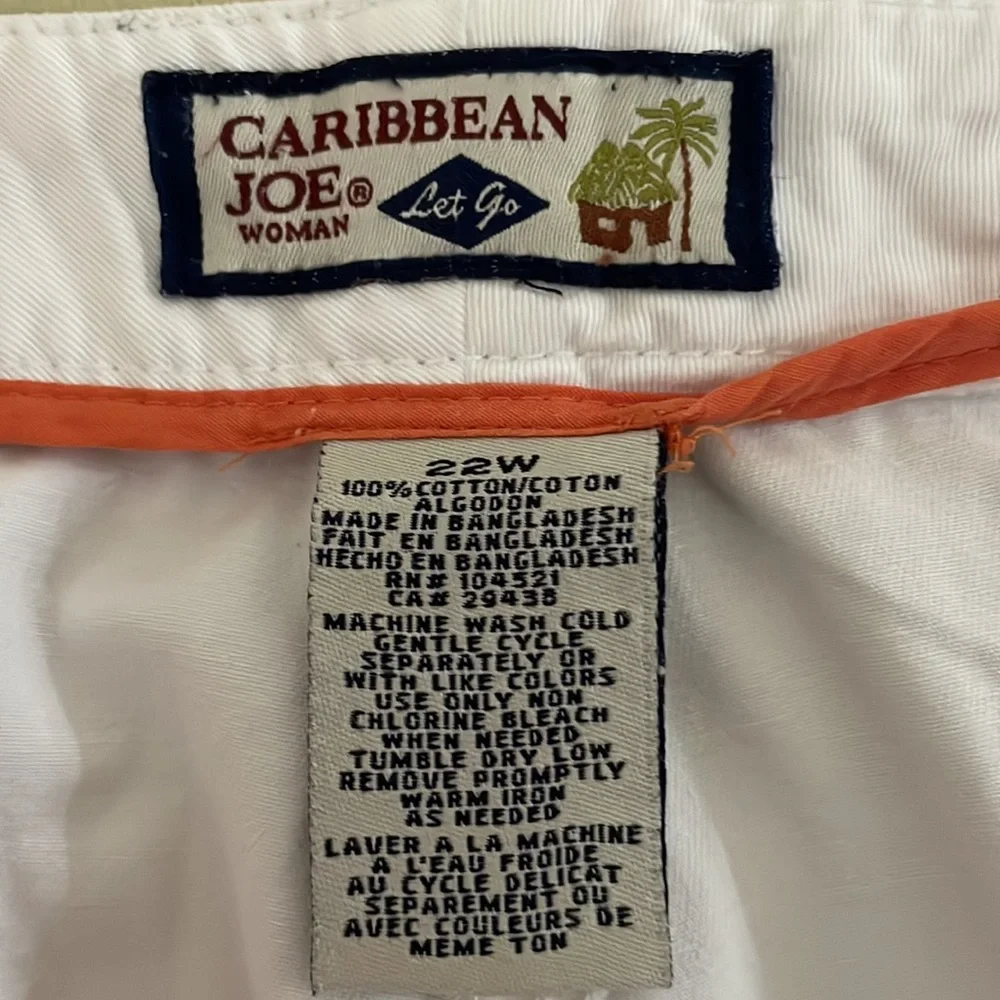 CARIBBEAN
JOE® Let Go
WOMAN
22W
100% COTTON/COTON
ALGODON
MADE IN BANGLADESH
FAIT EN BANGLADESH
HECHO EN BANGLADESH
RN# 104521
CA# 29438
MACHINE WASH COLD
GENTLE CYCLE
SEPARATELY OR
WITH LIKE COLORS
USE ONLY NON
CHLORINE BLEACH
WHEN NEEDED
TUMBLE DRY LOW
REMOVE PROMPTLY
WARM IRON
AS NEEDED
LAVER A LA MACHINE
A L'EAU FROIDE
AU CYCLE DELICAT
SEPAREMENT OU
AVEC COULEURS DE
MEME TON